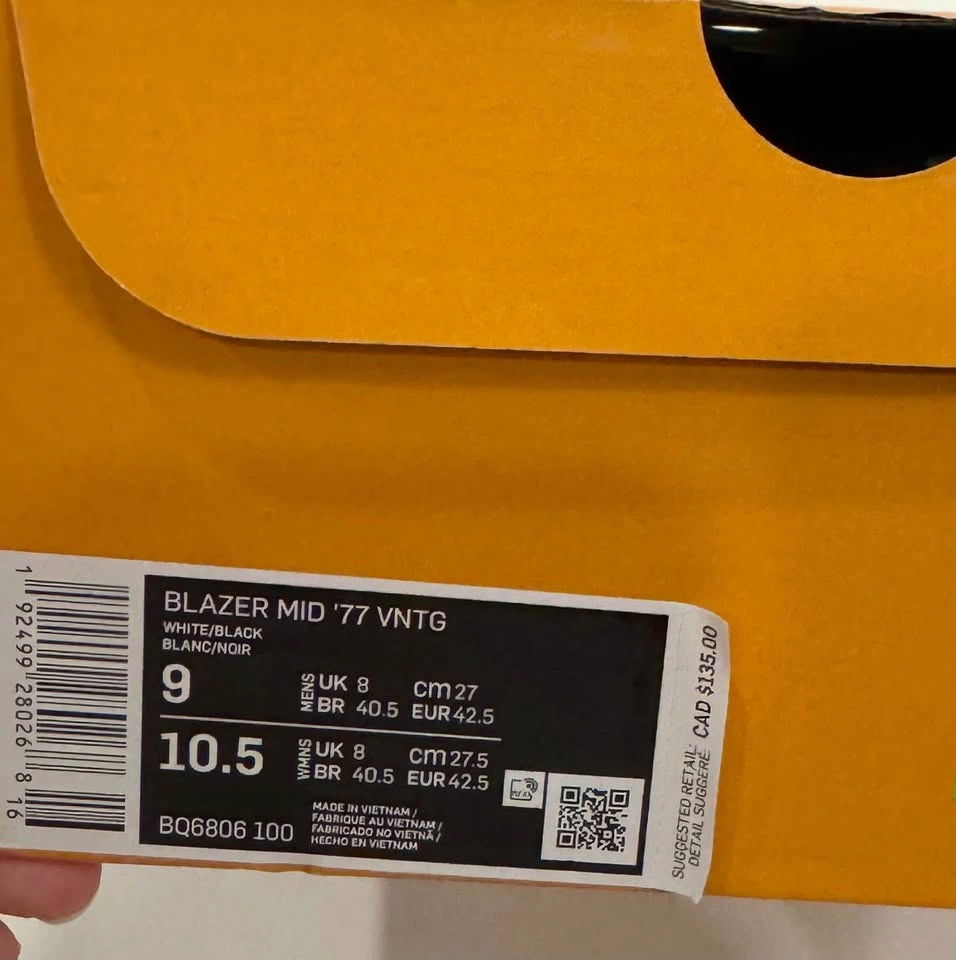 BLAZER MID '77 VNTG
WHITE/BLACK
BLANC/NOIR
9
MENS
UK 8 cm 27
BR 40.5 EUR 42.5
10.5
WMNS
UK 8 cm 27.5
BR 40.5 EUR 42.5
BQ6806 100
MADE IN VIETNAM /
FABRIQUE AU VIETNAM /
FABRICADO NO VIETNÃ /
HECHO EN VIETNAM
1 92499 28026 8 16
SUGGESTED RETAIL: CAD $135.00
DETAIL SUGGÉRÉ